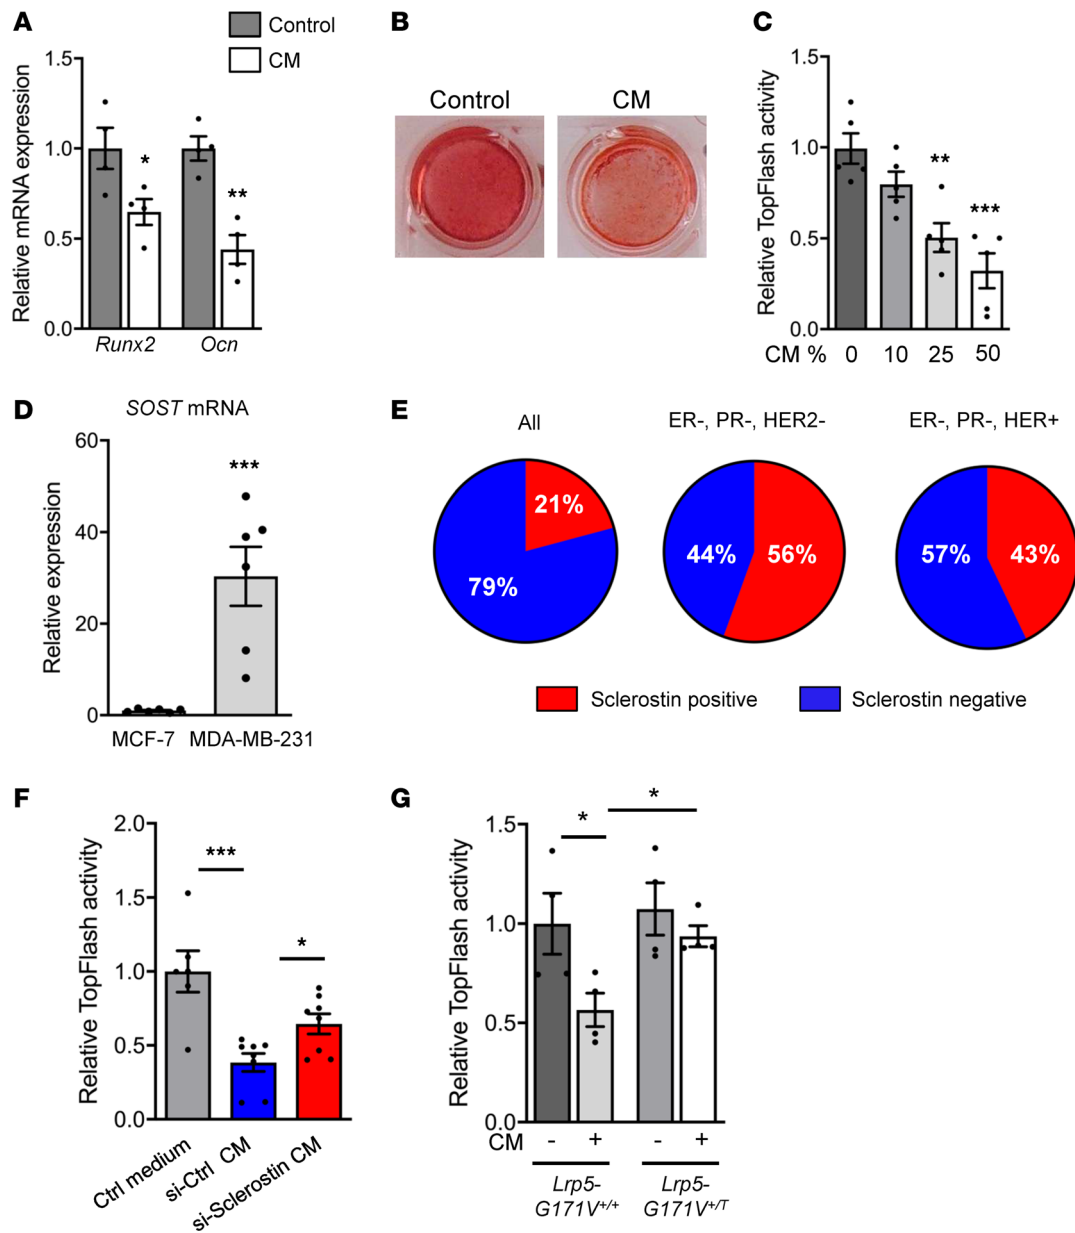 A
Control
CM
Relative mRNA expression
1.5
1.0
0.5
0.0
*
**
Runx2
Ocn
B
Control
CM
C
Relative TopFlash activity
1.5
1.0
0.5
0.0
**
***
CM %
0
10
25
50
D
SOST mRNA
Relative expression
60
40
20
0
***
MCF-7
MDA-MB-231
E
All
ER-, PR-, HER2-
ER-, PR-, HER+
21%
79%
44%
56%
57%
43%
Sclerostin positive
Sclerostin negative
F
Relative TopFlash activity
2.0
1.5
1.0
0.5
0.0
***
*
Ctrl medium
si-Ctrl CM
si-Sclerostin CM
G
Relative TopFlash activity
1.5
1.0
0.5
0.0
*
*
CM
-
+
-
+
Lrp5-
G171V+/+
Lrp5-
G171V+/T